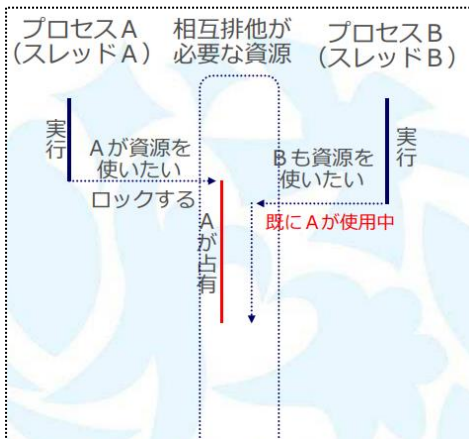 プロセスA
(スレッドA)
相互排他が
必要な資源
プロセスB
(スレッドB)
実行
Aが資源を
使いたい
ロックする
Aが占有
Bも資源を
使いたい
既にAが使用中
実行